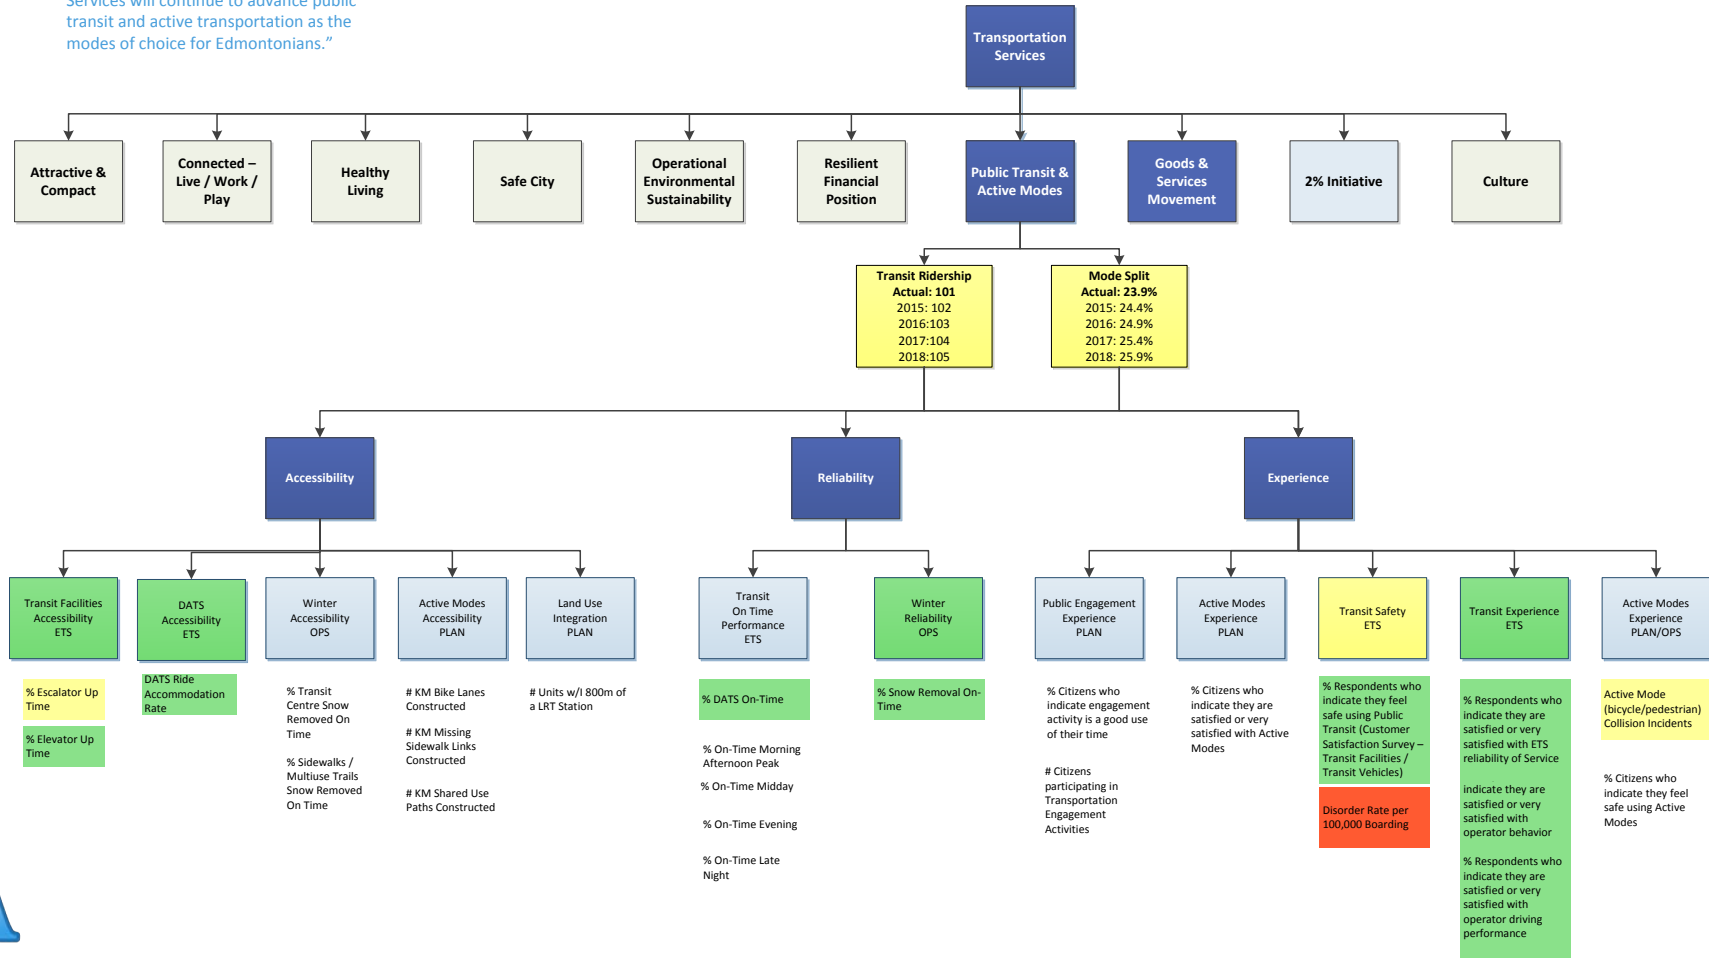 Services will continue to advance public
transit and active transportation as the
modes of choice for Edmontonians.”
Transportation
Services
Attractive &
Compact
Connected –
Live / Work /
Play
Healthy
Living
Safe City
Operational
Environmental
Sustainability
Resilient
Financial
Position
Public Transit &
Active Modes
Goods &
Services
Movement
2% Initiative
Culture
Transit Ridership
Actual: 101
2015: 102
2016:103
2017:104
2018:105
Mode Split
Actual: 23.9%
2015: 24.4%
2016: 24.9%
2017: 25.4%
2018: 25.9%
Accessibility
Reliability
Experience
Transit Facilities
Accessibility
ETS
DATS
Accessibility
ETS
Winter
Accessibility
OPS
Active Modes
Accessibility
PLAN
Land Use
Integration
PLAN
Transit
On Time
Performance
ETS
Winter
Reliability
OPS
Public Engagement
Experience
PLAN
Active Modes
Experience
PLAN
Transit Safety
ETS
Transit Experience
ETS
Active Modes
Experience
PLAN/OPS
% Escalator Up
Time
% Elevator Up
Time
DATS Ride
Accommodation
Rate
% Transit
Centre Snow
Removed On
Time
% Sidewalks /
Multiuse Trails
Snow Removed
On Time
# KM Bike Lanes
Constructed
# KM Missing
Sidewalk Links
Constructed
# KM Shared Use
Paths Constructed
# Units w/I 800m of
a LRT Station
% DATS On-Time
% On-Time Morning
Afternoon Peak
% On-Time Midday
% On-Time Evening
% On-Time Late
Night
% Snow Removal On-
Time
% Citizens who
indicate engagement
activity is a good use
of their time
# Citizens
participating in
Transportation
Engagement
Activities
% Citizens who
indicate they are
satisfied or very
satisfied with Active
Modes
% Respondents who
indicate they feel
safe using Public
Transit (Customer
Satisfaction Survey –
Transit Facilities /
Transit Vehicles)
Disorder Rate per
100,000 Boarding
% Respondents who
indicate they are
satisfied or very
satisfied with ETS
reliability of Service
indicate they are
satisfied or very
satisfied with
operator behavior
% Respondents who
indicate they are
satisfied or very
satisfied with
operator driving
performance
Active Mode
(bicycle/pedestrian)
Collision Incidents
% Citizens who
indicate they feel
safe using Active
Modes